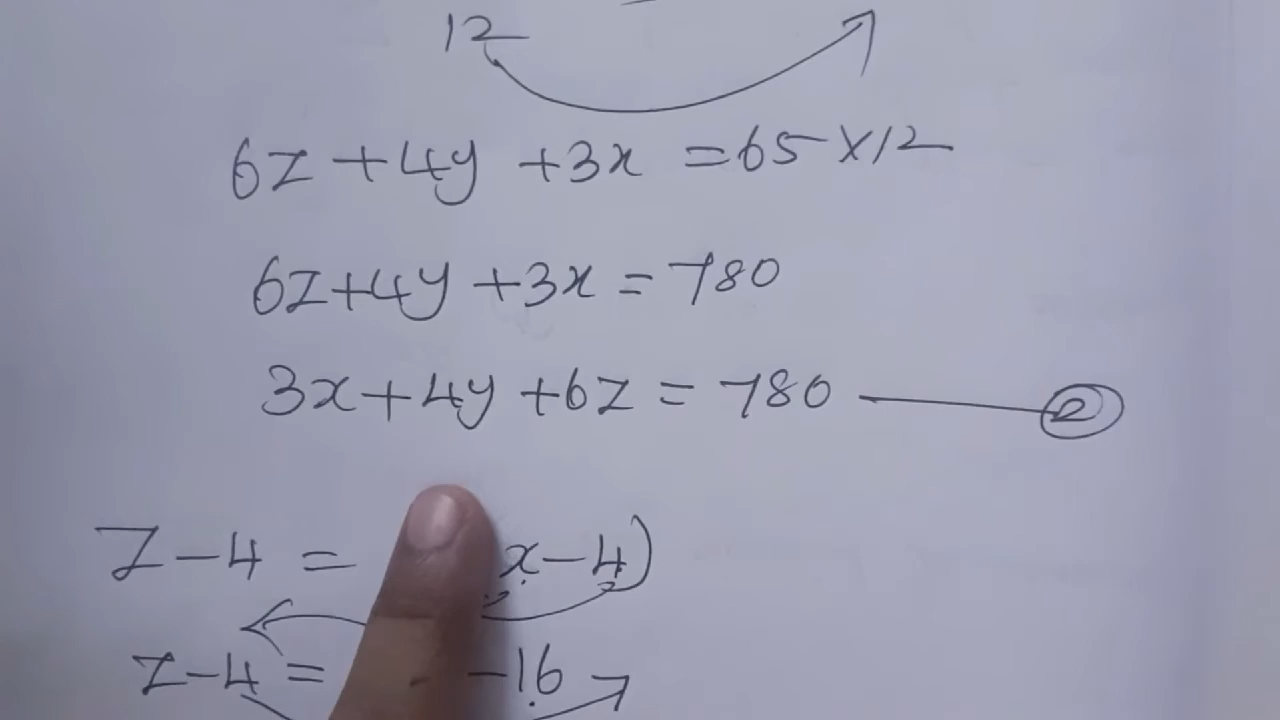 12
6z + 4y + 3x = 65 × 12
6z + 4y + 3x = 780
3x + 4y + 6z = 780 ② 
z - 4 = x - 4)
z - 4 = - 16